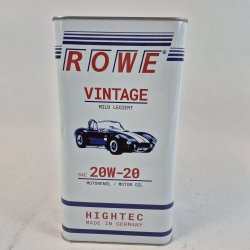 ROWE®
VINTAGE
MILD LEGIERT
SAE 20W-20
MOTORENÖL / MOTOR OIL
HIGHTEC
MADE IN GERMANY